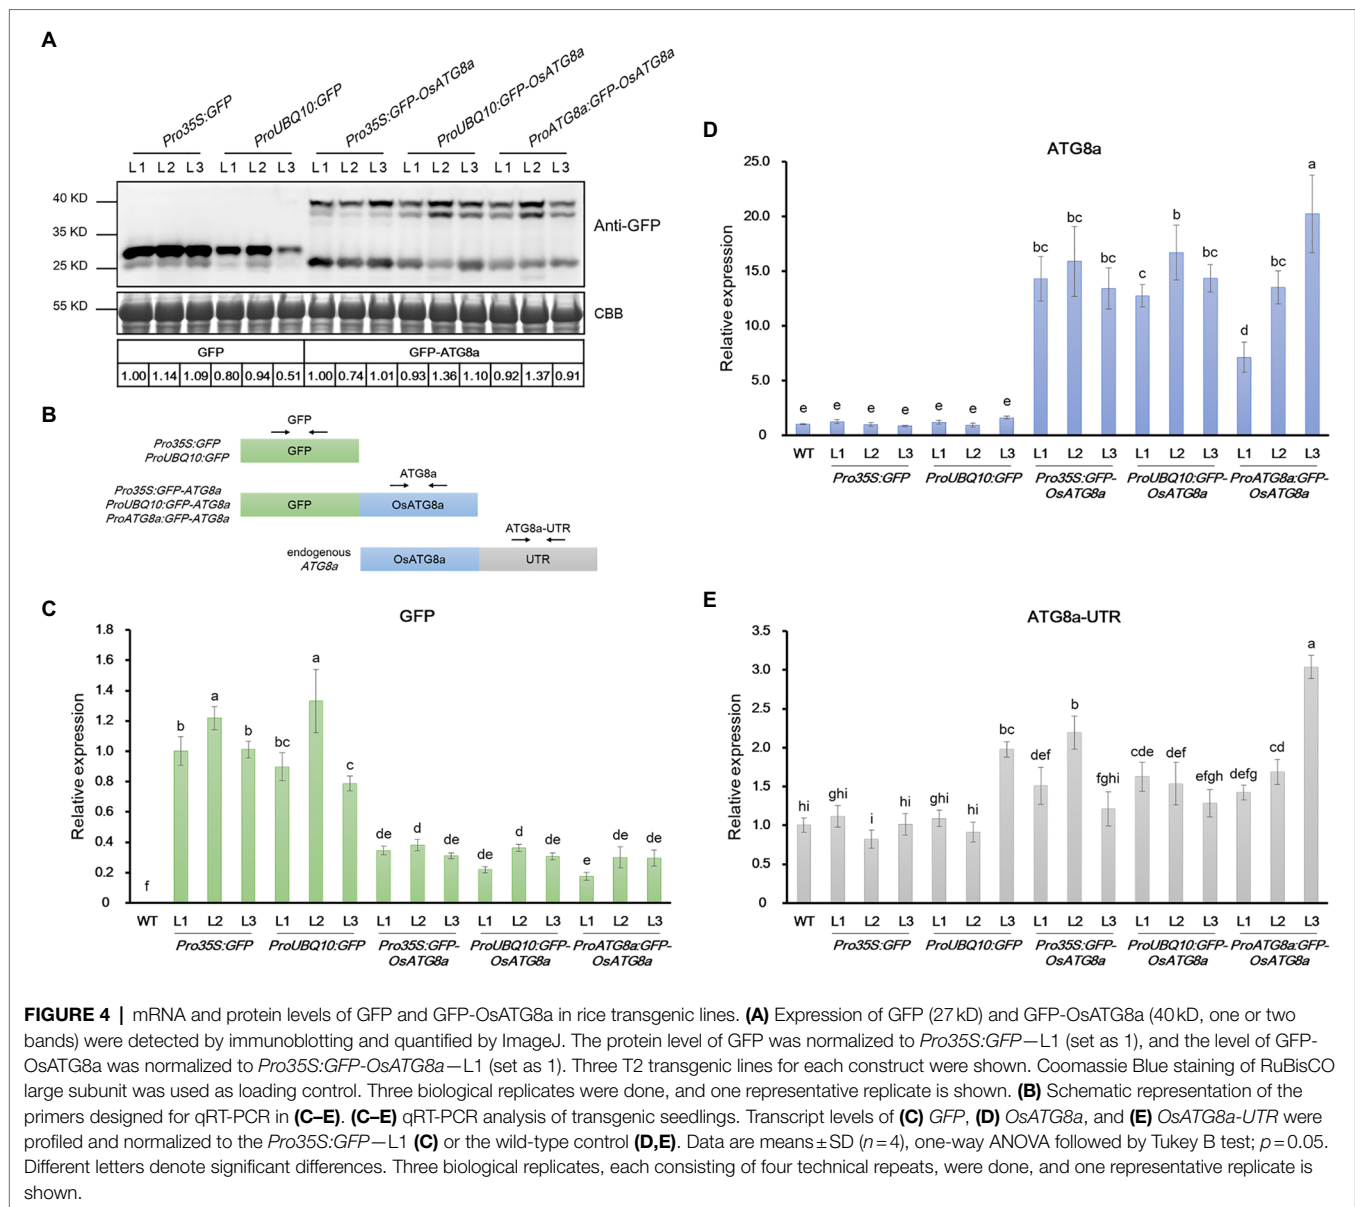 A
Pro35S:GFP
ProUBQ10:GFP
Pro35S:GFP-OsATG8a
ProUBQ10:GFP-OsATG8a
ProATG8a:GFP-OsATG8a
L1 L2 L3 L1 L2 L3 L1 L2 L3 L1 L2 L3 L1 L2 L3
40 KD
35 KD
25 KD
Anti-GFP
55 KD
CBB
GFP GFP-ATG8a
1.00 1.14 1.09 0.80 0.94 0.51 1.00 0.74 1.01 0.93 1.36 1.10 0.92 1.37 0.91
B
GFP
Pro35S:GFP
ProUBQ10:GFP
GFP
ATG8a
Pro35S:GFP-ATG8a
ProUBQ10:GFP-ATG8a
ProATG8a:GFP-ATG8a
GFP OsATG8a
ATG8a-UTR
endogenous
ATG8a
OsATG8a UTR
C
GFP
Relative expression
1.8
1.6
1.4
1.2
1.0
0.8
0.6
0.4
0.2
0
f b a b bc a c de d de de d de e de de
WT L1 L2 L3 L1 L2 L3 L1 L2 L3 L1 L2 L3 L1 L2 L3
Pro35S:GFP ProUBQ10:GFP Pro35S:GFP- ProUBQ10:GFP- ProATG8a:GFP-
OsATG8a OsATG8a OsATG8a
D
ATG8a
Relative expression
25.0
20.0
15.0
10.0
5.0
0
e e e e e e e bc bc bc c b bc d bc a
WT L1 L2 L3 L1 L2 L3 L1 L2 L3 L1 L2 L3 L1 L2 L3
Pro35S:GFP ProUBQ10:GFP Pro35S:GFP- ProUBQ10:GFP- ProATG8a:GFP-
OsATG8a OsATG8a OsATG8a
E
ATG8a-UTR
Relative expression
3.5
3.0
2.5
2.0
1.5
1.0
0.5
0
hi ghi i hi ghi hi bc def b fghi cde def efgh defg cd a
WT L1 L2 L3 L1 L2 L3 L1 L2 L3 L1 L2 L3 L1 L2 L3
Pro35S:GFP ProUBQ10:GFP Pro35S:GFP- ProUBQ10:GFP- ProATG8a:GFP-
OsATG8a OsATG8a OsATG8a
FIGURE 4 | mRNA and protein levels of GFP and GFP-OsATG8a in rice transgenic lines. (A) Expression of GFP (27 kD) and GFP-OsATG8a (40 kD, one or two
bands) were detected by immunoblotting and quantified by ImageJ. The protein level of GFP was normalized to Pro35S:GFP—L1 (set as 1), and the level of GFP-
OsATG8a was normalized to Pro35S:GFP-OsATG8a—L1 (set as 1). Three T2 transgenic lines for each construct were shown. Coomassie Blue staining of RuBisCO
large subunit was used as loading control. Three biological replicates were done, and one representative replicate is shown. (B) Schematic representation of the
primers designed for qRT-PCR in (C–E). (C–E) qRT-PCR analysis of transgenic seedlings. Transcript levels of (C) GFP, (D) OsATG8a, and (E) OsATG8a-UTR were
profiled and normalized to the Pro35S:GFP—L1 (C) or the wild-type control (D,E). Data are means ± SD (n = 4), one-way ANOVA followed by Tukey B test; p = 0.05.
Different letters denote significant differences. Three biological replicates, each consisting of four technical repeats, were done, and one representative replicate is
shown.